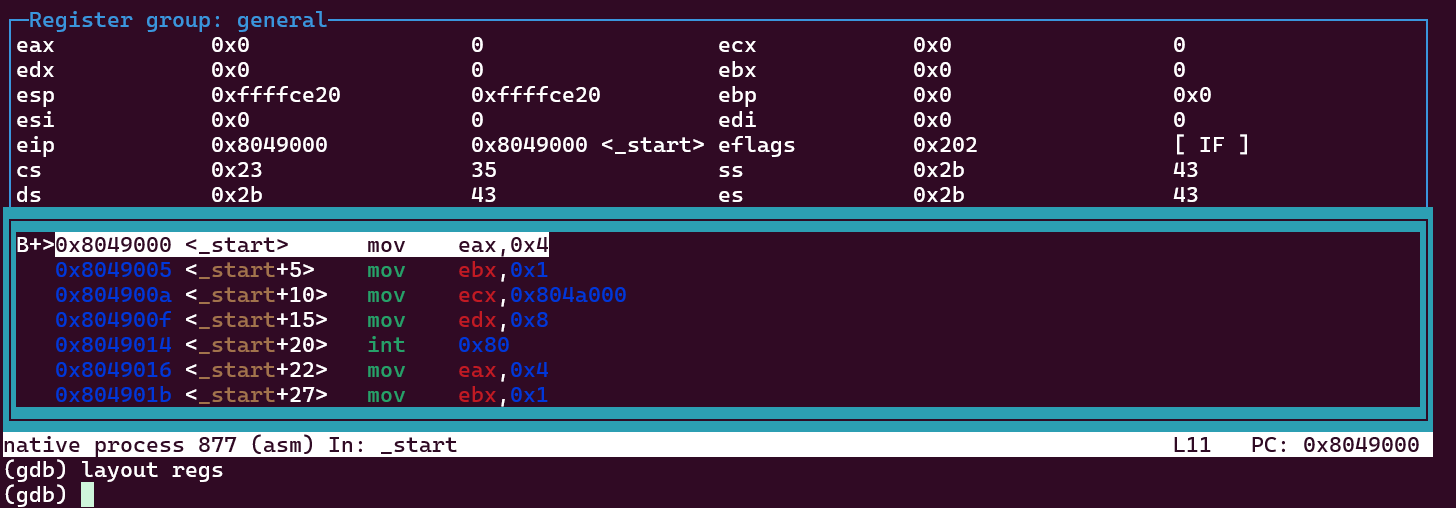 Register group: general
eax 0x0 0 ecx 0x0 0
edx 0x0 0 ebx 0x0 0
esp 0xffffce20 0xffffce20 ebp 0x0 0x0
esi 0x0 0 edi 0x0 0
eip 0x8049000 0x8049000 <_start> eflags 0x202 [ IF ]
cs 0x23 35 ss 0x2b 43
ds 0x2b 43 es 0x2b 43
B+>0x8049000 <_start> mov eax,0x4
0x8049005 <_start+5> mov ebx,0x1
0x804900a <_start+10> mov ecx,0x804a000
0x804900f <_start+15> mov edx,0x8
0x8049014 <_start+20> int 0x80
0x8049016 <_start+22> mov eax,0x4
0x804901b <_start+27> mov ebx,0x1
native process 877 (asm) In: _start L11 PC: 0x8049000
(gdb) layout regs
(gdb)